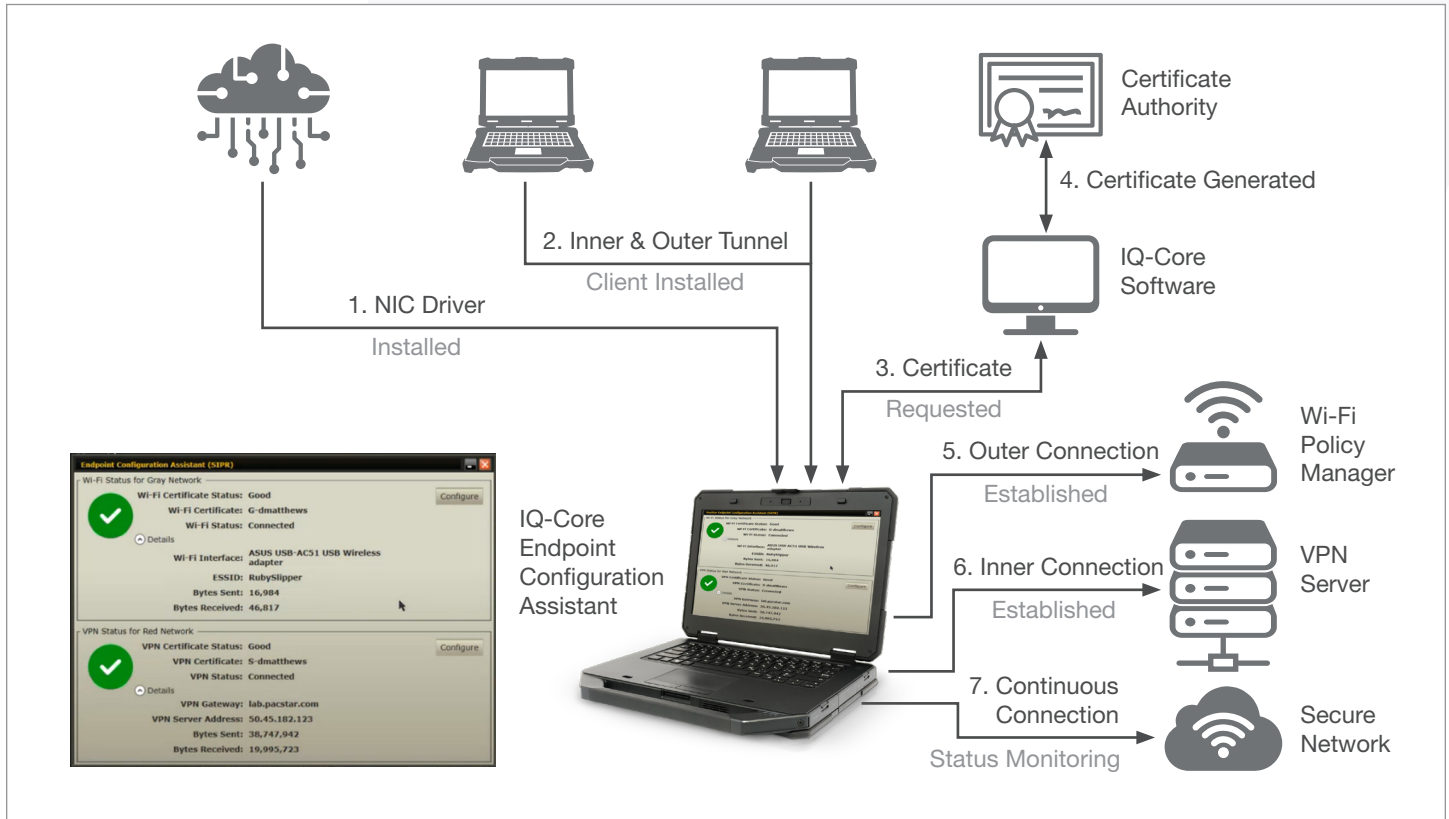 Certificate
Authority
4. Certificate Generated
2. Inner & Outer Tunnel
Client Installed
IQ-Core
Software
1. NIC Driver
Installed
3. Certificate
Requested
Wi-Fi
Policy
Manager
5. Outer Connection
Established
Endpoint Configuration Assistant (SIPR)
Wi-Fi Status for Gray Network
Wi-Fi Certificate Status: Good
Configure
Wi-Fi Certificate: G-dmatthews
Wi-Fi Status: Connected
Details
Wi-Fi Interface: ASUS USB-AC51 USB Wireless
adapter
ESSID: RubySlipper
Bytes Sent: 16,984
Bytes Received: 46,817
VPN Status for Red Network
VPN Certificate Status: Good
Configure
VPN Certificate: S-dmatthews
VPN Status: Connected
Details
VPN Gateway: lab.pacstar.com
VPN Server Address: 50.45.182.123
Bytes Sent: 38,747,942
Bytes Received: 19,995,723
IQ-Core
Endpoint
Configuration
Assistant
6. Inner Connection
Established
VPN
Server
7. Continuous
Connection
Status Monitoring
Secure
Network